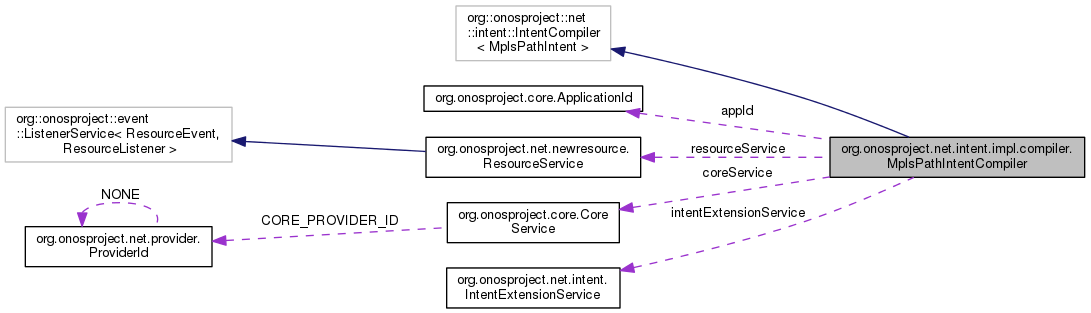 org::onosproject::net
::intent::IntentCompiler
< MplsPathIntent >
org.onosproject.core.ApplicationId
appId
org::onosproject::event
::ListenerService< ResourceEvent,
ResourceListener >
org.onosproject.net.newresource.
ResourceService
resourceService
org.onosproject.net.intent.impl.compiler.
MplsPathIntentCompiler
coreService
NONE
org.onosproject.net.provider.
ProviderId
CORE_PROVIDER_ID
org.onosproject.core.Core
Service
intentExtensionService
org.onosproject.net.intent.
IntentExtensionService